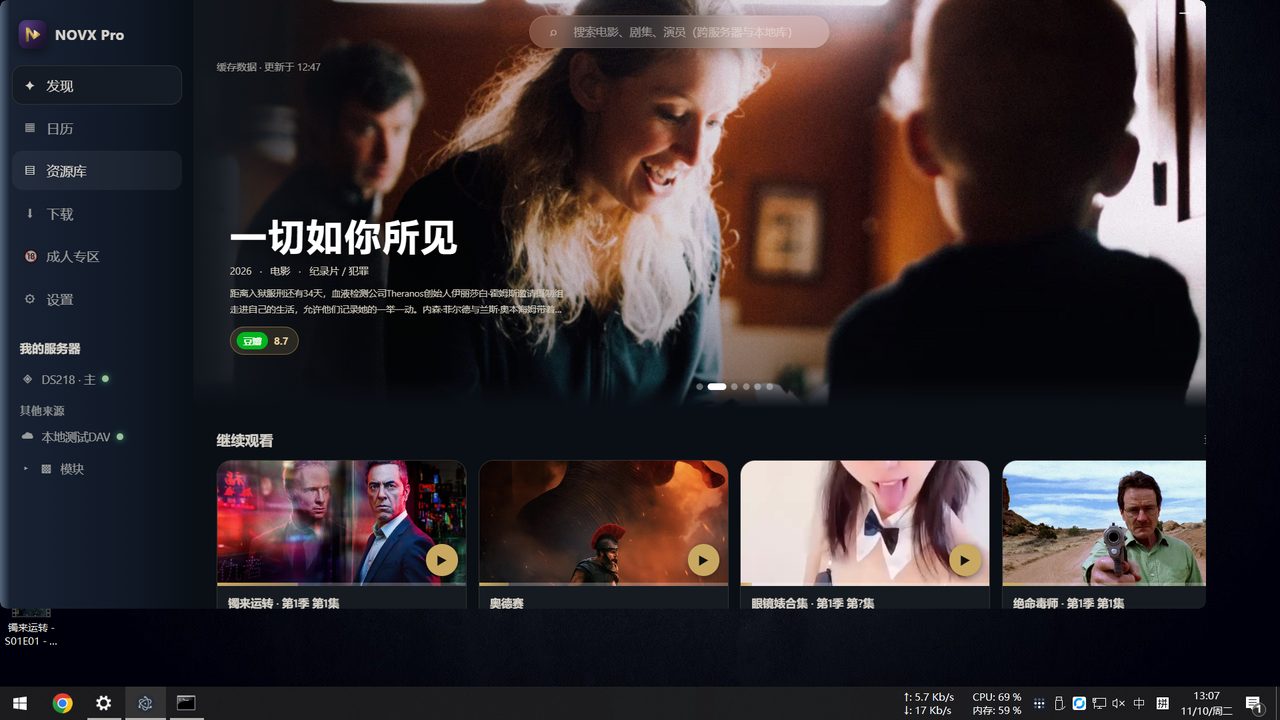 NOVX Pro
搜索电影、剧集、演员（跨服务器与本地库）
缓存数据 · 更新于 12:47
发现
日历
资源库
下载
成人专区
设置
我的服务器
DS218 · 主
其他来源
本地测试DAV
模块
一切如你所见
2026 · 电影 · 纪录片 / 犯罪
距离入狱服刑还有34天，血液检测公司Theranos创始人伊丽莎白·霍姆斯邀请摄制组
走进自己的生活，允许他们记录她的一举一动。内森·菲尔德与兰斯·奥本海姆带着...
豆瓣 8.7
继续观看
镯来运转 · 第1季 第1集
奥德赛
眼镜婊合集 · 第1季 第7集
绝命毒师 · 第1季 第1集
镯来运转 -
S01E01 - ...
↑: 5.7 Kb/s
↓: 17 Kb/s
CPU: 69 %
内存: 59 %
中
拼
13:07
11/10/周二
1